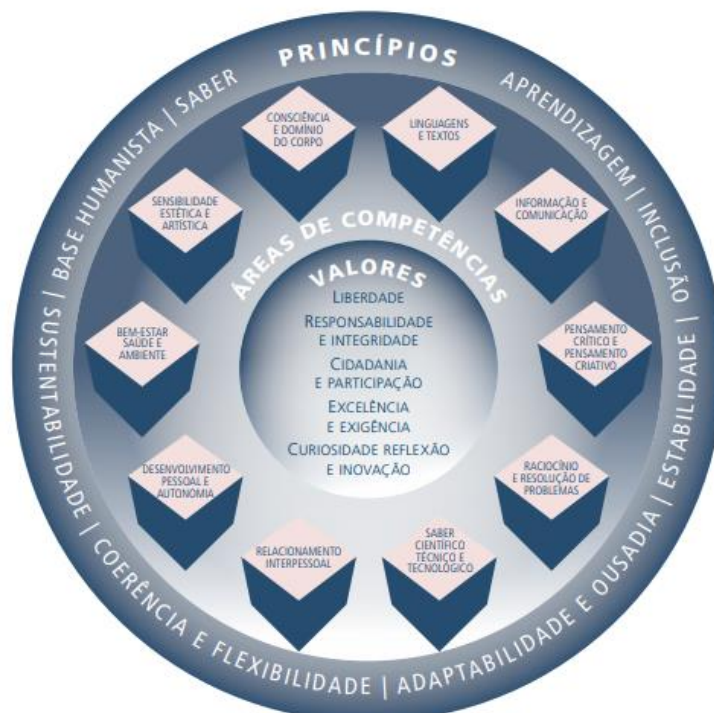 PRINCÍPIOS
BASE HUMANISTA | SABER
APRENDIZAGEM | INCLUSÃO | ESTABILIDADE |
ADAPTABILIDADE E OUSADIA |
SUSTENTABILIDADE | COERÊNCIA E FLEXIBILIDADE |
ÁREAS DE COMPETÊNCIAS
CONSCIÊNCIA
E DOMÍNIO
DO CORPO
LINGUAGENS
E TEXTOS
INFORMAÇÃO E
COMUNICAÇÃO
PENSAMENTO
CRÍTICO E
PENSAMENTO
CRIATIVO
RACIOCÍNIO
E RESOLUÇÃO DE
PROBLEMAS
SABER
CIENTÍFICO
TÉCNICO E
TECNOLÓGICO
RELACIONAMENTO
INTERPESSOAL
DESENVOLVIMENTO
PESSOAL E
AUTONOMIA
BEM-ESTAR
SAÚDE E
AMBIENTE
SENSIBILIDADE
ESTÉTICA E
ARTÍSTICA
VALORES
LIBERDADE
RESPONSABILIDADE
E INTEGRIDADE
CIDADANIA
E PARTICIPAÇÃO
EXCELÊNCIA
E EXIGÊNCIA
CURIOSIDADE REFLEXÃO
E INOVAÇÃO